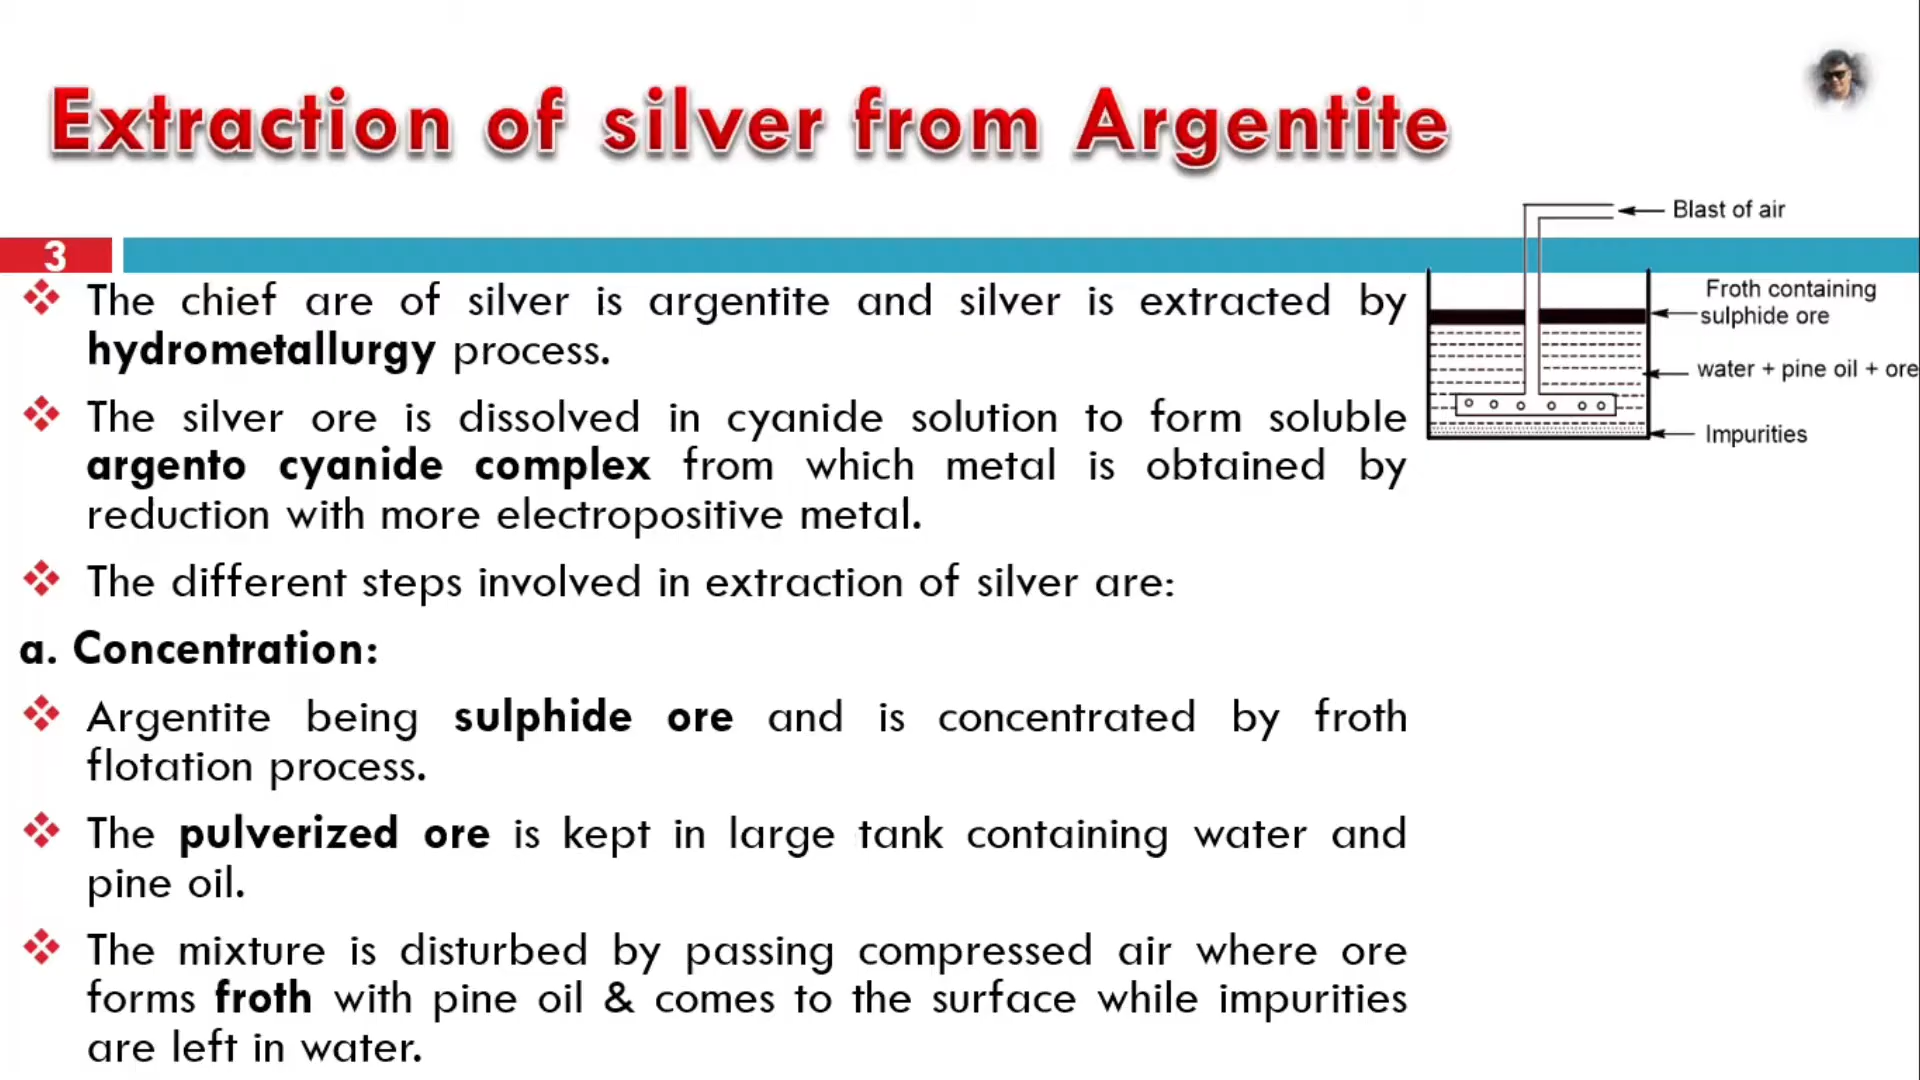 Extraction of silver from Argentite
3
Blast of air
Froth containing
sulphide ore
water + pine oil + ore
Impurities
❖ The chief are of silver is argentite and silver is extracted by
hydrometallurgy process.
❖ The silver ore is dissolved in cyanide solution to form soluble
argento cyanide complex from which metal is obtained by
reduction with more electropositive metal.
❖ The different steps involved in extraction of silver are:
a. Concentration:
❖ Argentite being sulphide ore and is concentrated by froth
flotation process.
❖ The pulverized ore is kept in large tank containing water and
pine oil.
❖ The mixture is disturbed by passing compressed air where ore
forms froth with pine oil & comes to the surface while impurities
are left in water.